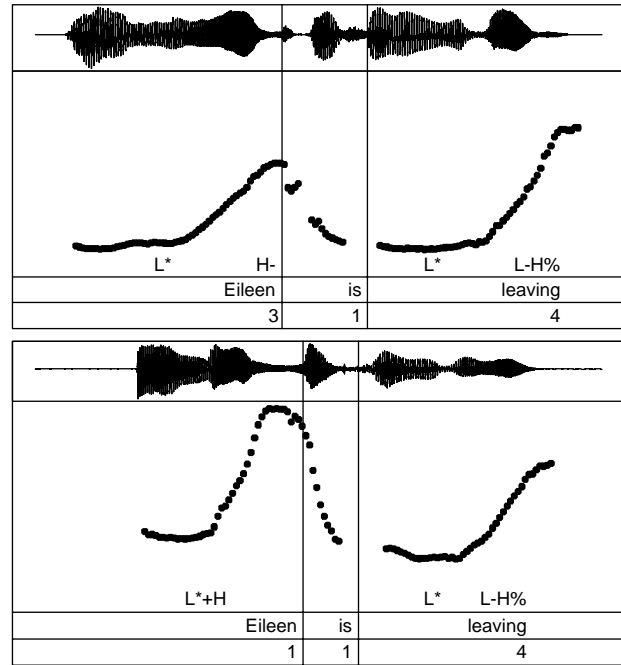 L* H- L* L-H%
Eileen is leaving
3 1 4
L*+H L* L-H%
Eileen is leaving
1 1 4